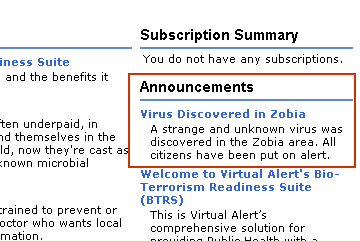 Subscription Summary
You do not have any subscriptions.
Announcements
Virus Discovered in Zobia
A strange and unknown virus was
discovered in the Zobia area. All
citizens have been put on alert.
Welcome to Virtual Alert's Bio-
Terrorism Readiness Suite
(BTRS)
This is Virtual Alert's
comprehensive solution for
providing Public Health with a
iness Suite
and the benefits it
ften underpaid, in
nd themselves in the
ld, now they're cast as
known microbial
trained to prevent or
octor who wants local
mation.